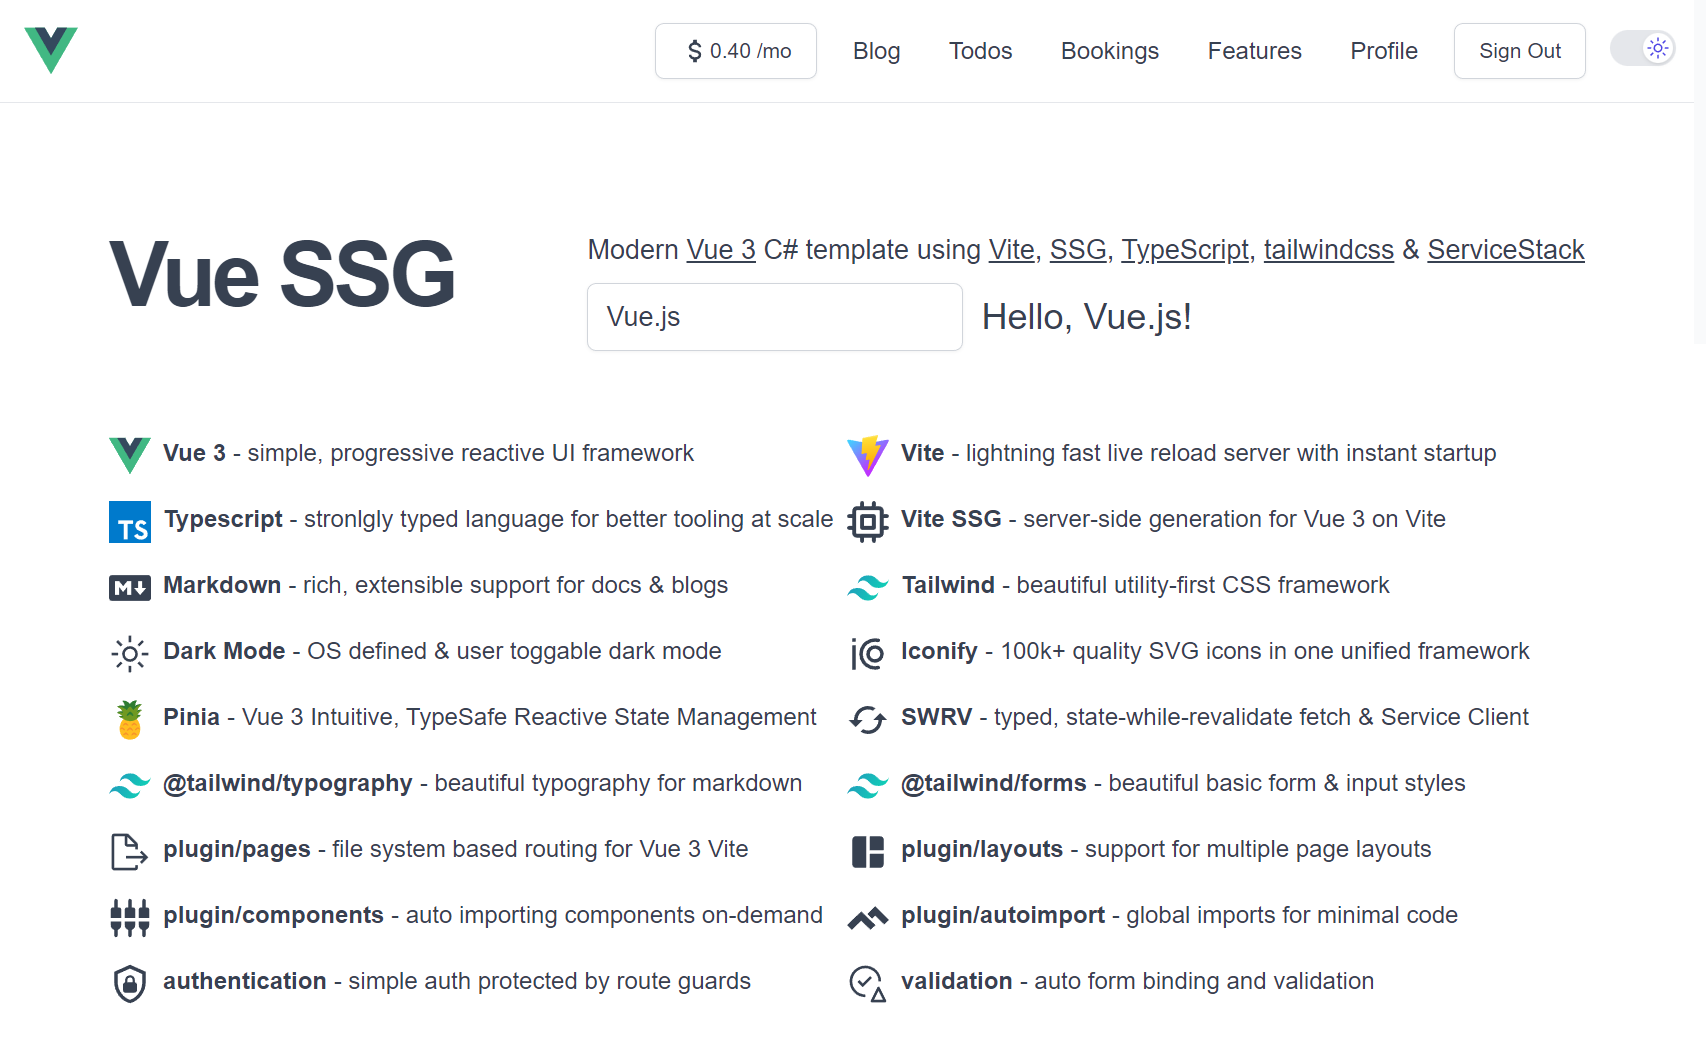 $ 0.40 /mo Blog Todos Bookings Features Profile Sign Out
Vue SSG
Modern Vue 3 C# template using Vite, SSG, TypeScript, tailwindcss & ServiceStack
Vue.js
Hello, Vue.js!
Vue 3 - simple, progressive reactive UI framework
Vite - lightning fast live reload server with instant startup
TS
Typescript - stronlgly typed language for better tooling at scale
Vite SSG - server-side generation for Vue 3 on Vite
M
Markdown - rich, extensible support for docs & blogs
Tailwind - beautiful utility-first CSS framework
Dark Mode - OS defined & user toggable dark mode
Iconify - 100k+ quality SVG icons in one unified framework
Pinia - Vue 3 Intuitive, TypeSafe Reactive State Management
SWRV - typed, state-while-revalidate fetch & Service Client
@tailwind/typography - beautiful typography for markdown
@tailwind/forms - beautiful basic form & input styles
plugin/pages - file system based routing for Vue 3 Vite
plugin/layouts - support for multiple page layouts
plugin/components - auto importing components on-demand
plugin/autoimport - global imports for minimal code
authentication - simple auth protected by route guards
validation - auto form binding and validation